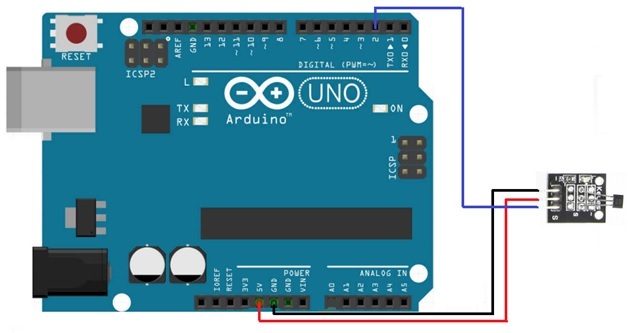 RESET
ICSP2
AREF
GND
13
12
~11
~10
~9
8
7
~6
~5
4
~3
2
TX0 ▶ 1
RX0 ◀ 0
DIGITAL (PWM=~)
L
TX
RX
UNO
ON
Arduino™
1
ICSP
S
POWER
ANALOG IN
IOREF
RESET
3V3
5V
GND
GND
VIN
A0
A1
A2
A3
A4
A5